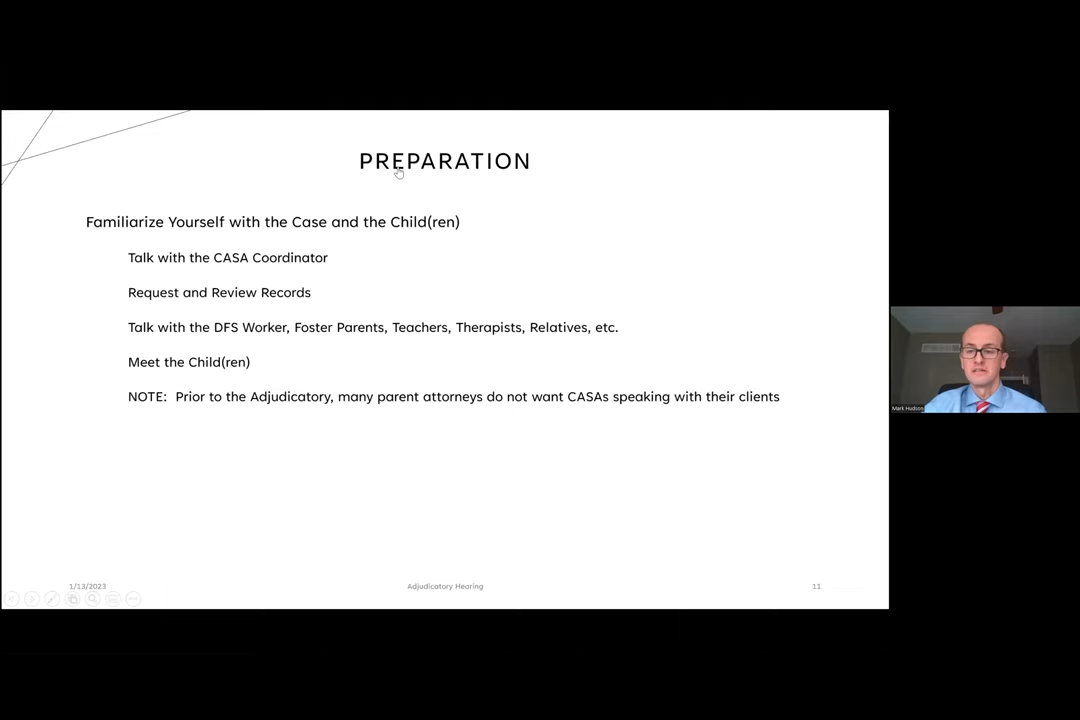 PREPARATION
Familiarize Yourself with the Case and the Child(ren)
Talk with the CASA Coordinator
Request and Review Records
Talk with the DFS Worker, Foster Parents, Teachers, Therapists, Relatives, etc.
Meet the Child(ren)
NOTE: Prior to the Adjudicatory, many parent attorneys do not want CASAs speaking with their clients
Mark Hudson
1/13/2023
Adjudicatory Hearing
11